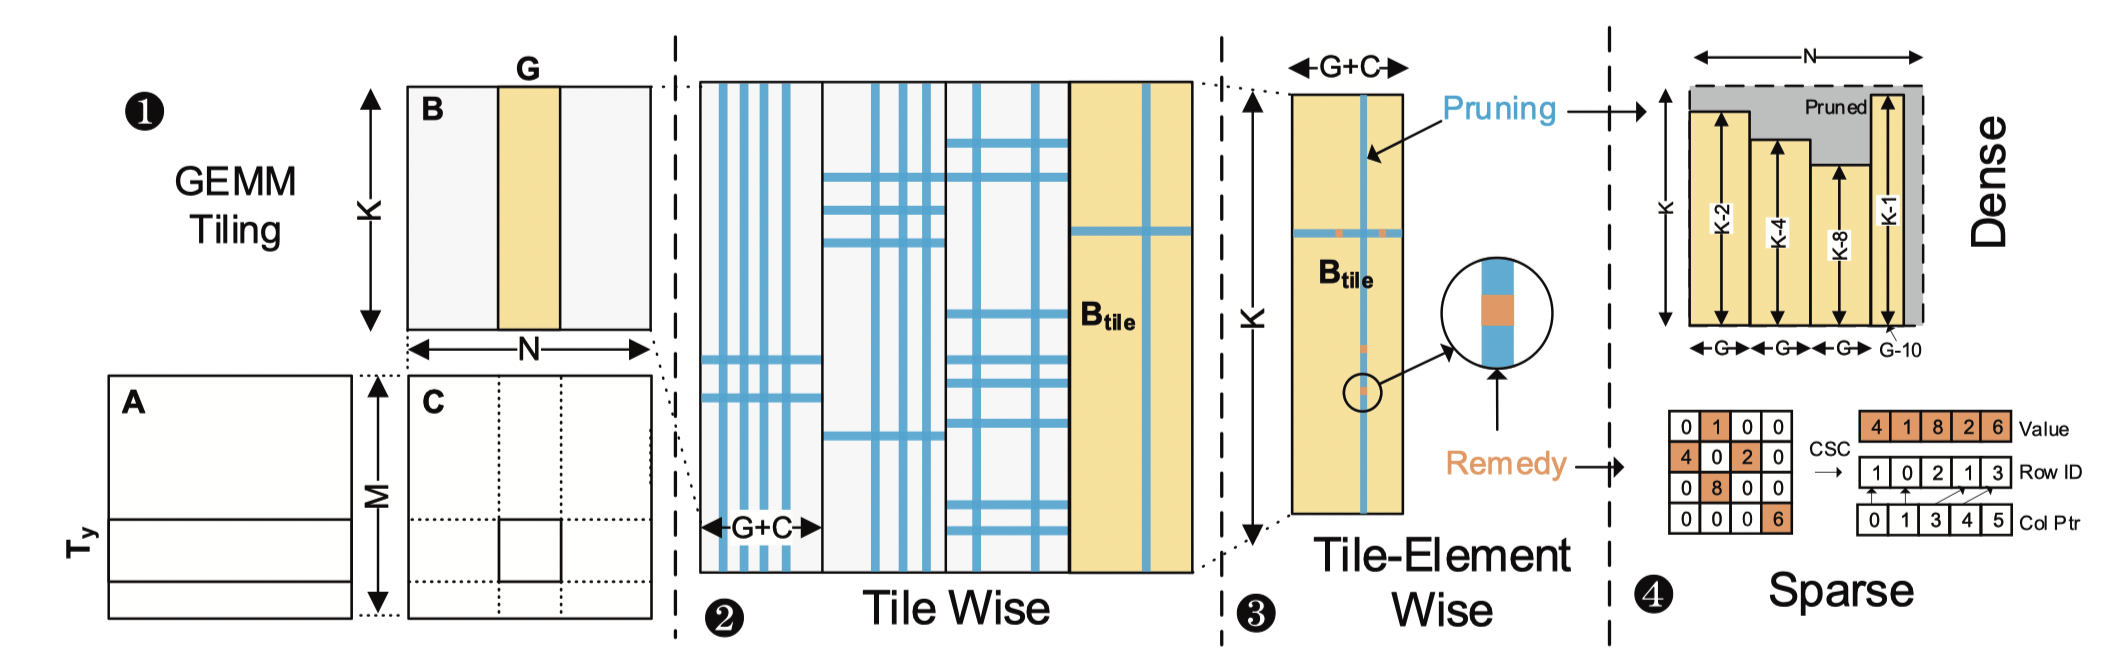 ❶
GEMM
Tiling
G
B
K
N
A
M
C
Ty
G+C
Btile
❷
Tile Wise
G+C
K
Btile
Pruning
Remedy
Tile-Element
Wise
❸
N
Pruned
K
K-2
K-4
K-8
K-1
G
G
G
G-10
Dense
0 1 0 0
4 0 2 0
0 8 0 0
0 0 0 6
CSC
4 1 8 2 6 Value
1 0 2 1 3 Row ID
0 1 3 4 5 Col Ptr
❹
Sparse